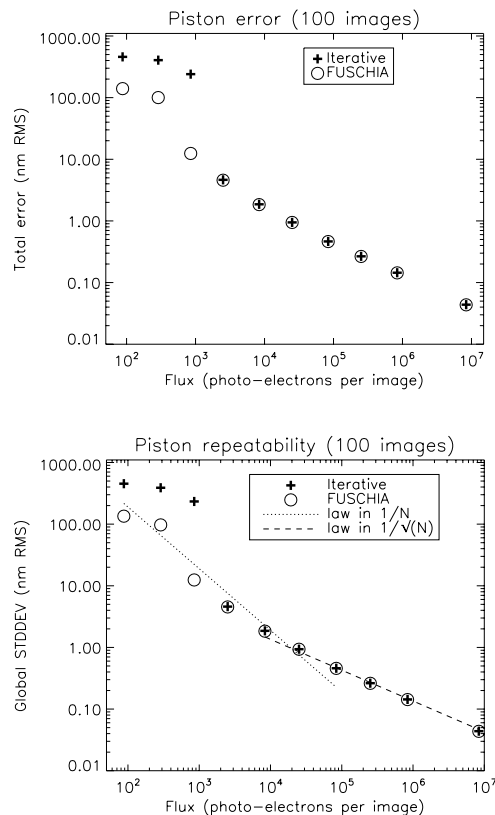 Piston error (100 images)
1000.00
100.00
10.00
1.00
0.10
0.01
Total error (nm RMS)
Iterative
FUSCHIA
10² 10³ 10⁴ 10⁵ 10⁶ 10⁷
Flux (photo-electrons per image)
Piston repeatability (100 images)
1000.00
100.00
10.00
1.00
0.10
0.01
Global STDDEV (nm RMS)
Iterative
FUSCHIA
law in 1/N
law in 1/√(N)
10² 10³ 10⁴ 10⁵ 10⁶ 10⁷
Flux (photo-electrons per image)